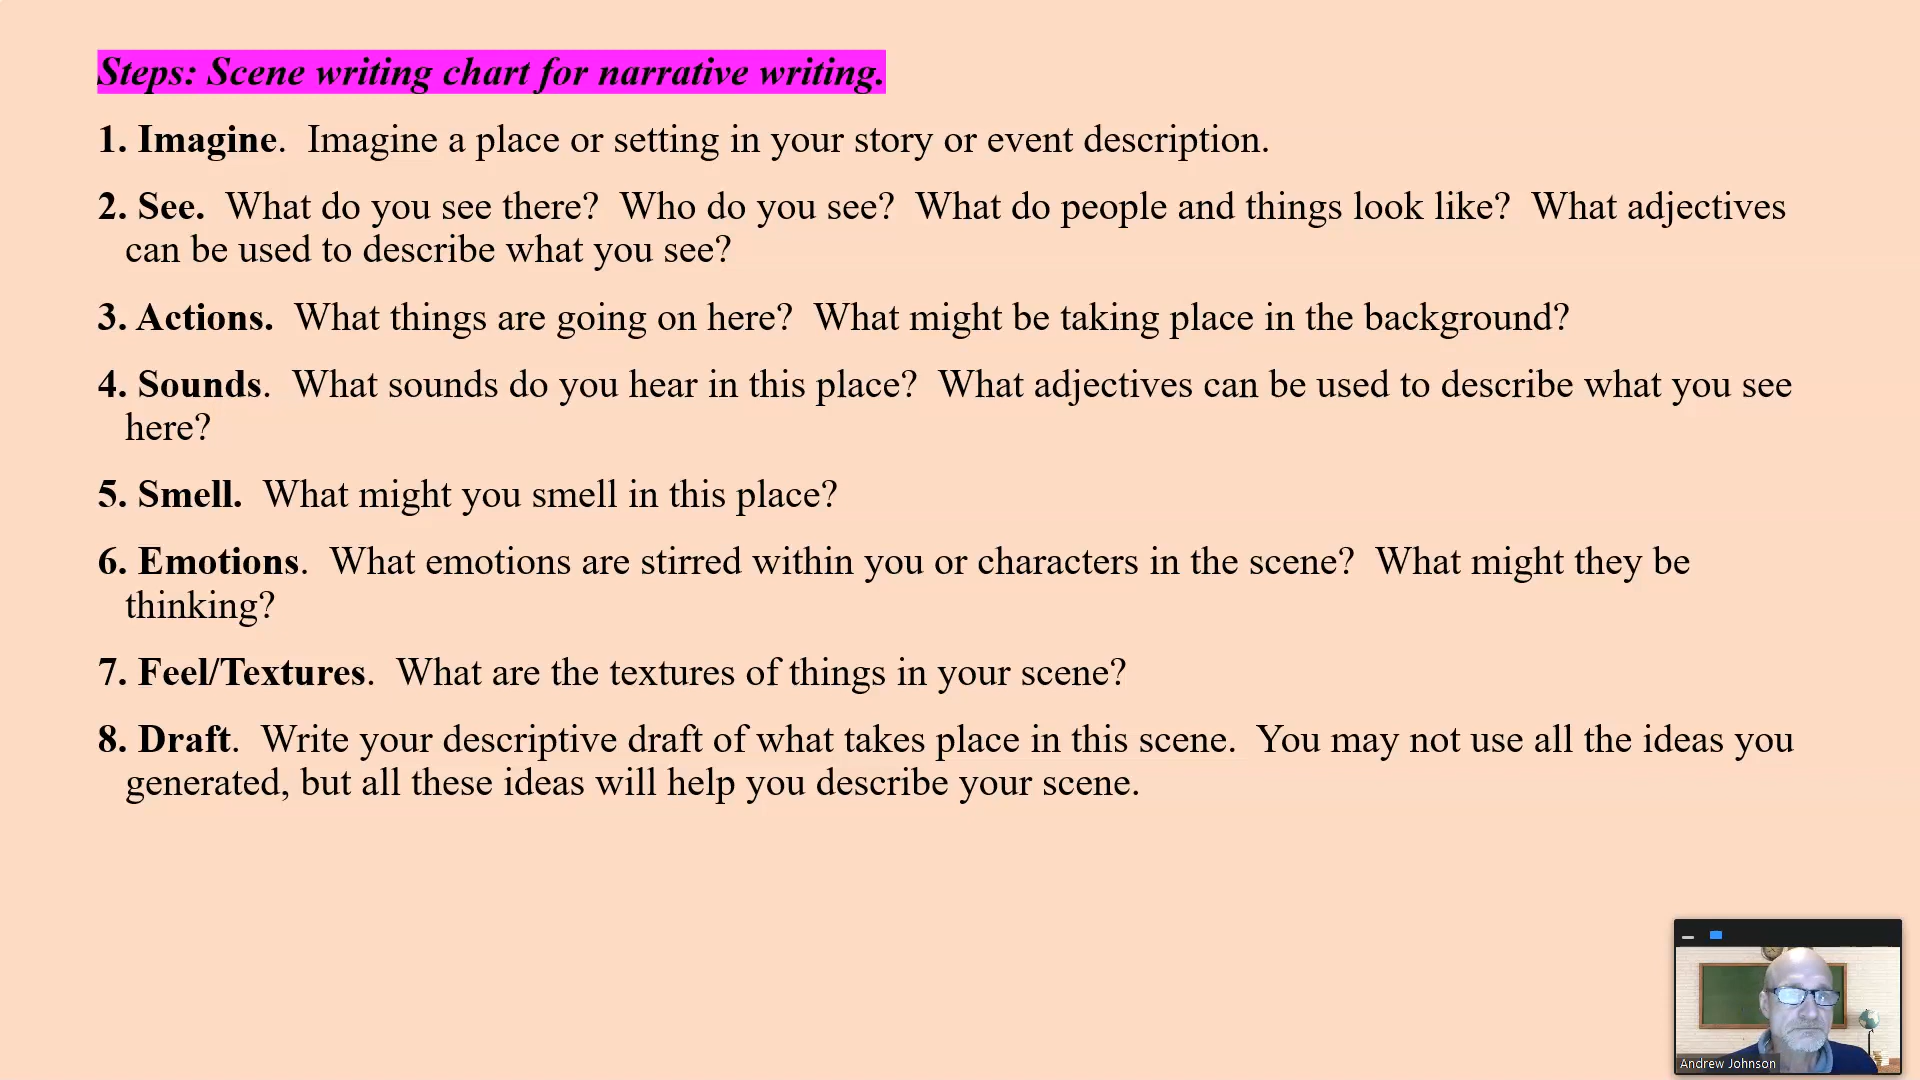 Steps: Scene writing chart for narrative writing.
1. Imagine.  Imagine a place or setting in your story or event description.
2. See.  What do you see there?  Who do you see?  What do people and things look like?  What adjectives
can be used to describe what you see?
3. Actions.  What things are going on here?  What might be taking place in the background?
4. Sounds.  What sounds do you hear in this place?  What adjectives can be used to describe what you see
here?
5. Smell.  What might you smell in this place?
6. Emotions.  What emotions are stirred within you or characters in the scene?  What might they be
thinking?
7. Feel/Textures.  What are the textures of things in your scene?
8. Draft.  Write your descriptive draft of what takes place in this scene.  You may not use all the ideas you
generated, but all these ideas will help you describe your scene.
Andrew Johnson